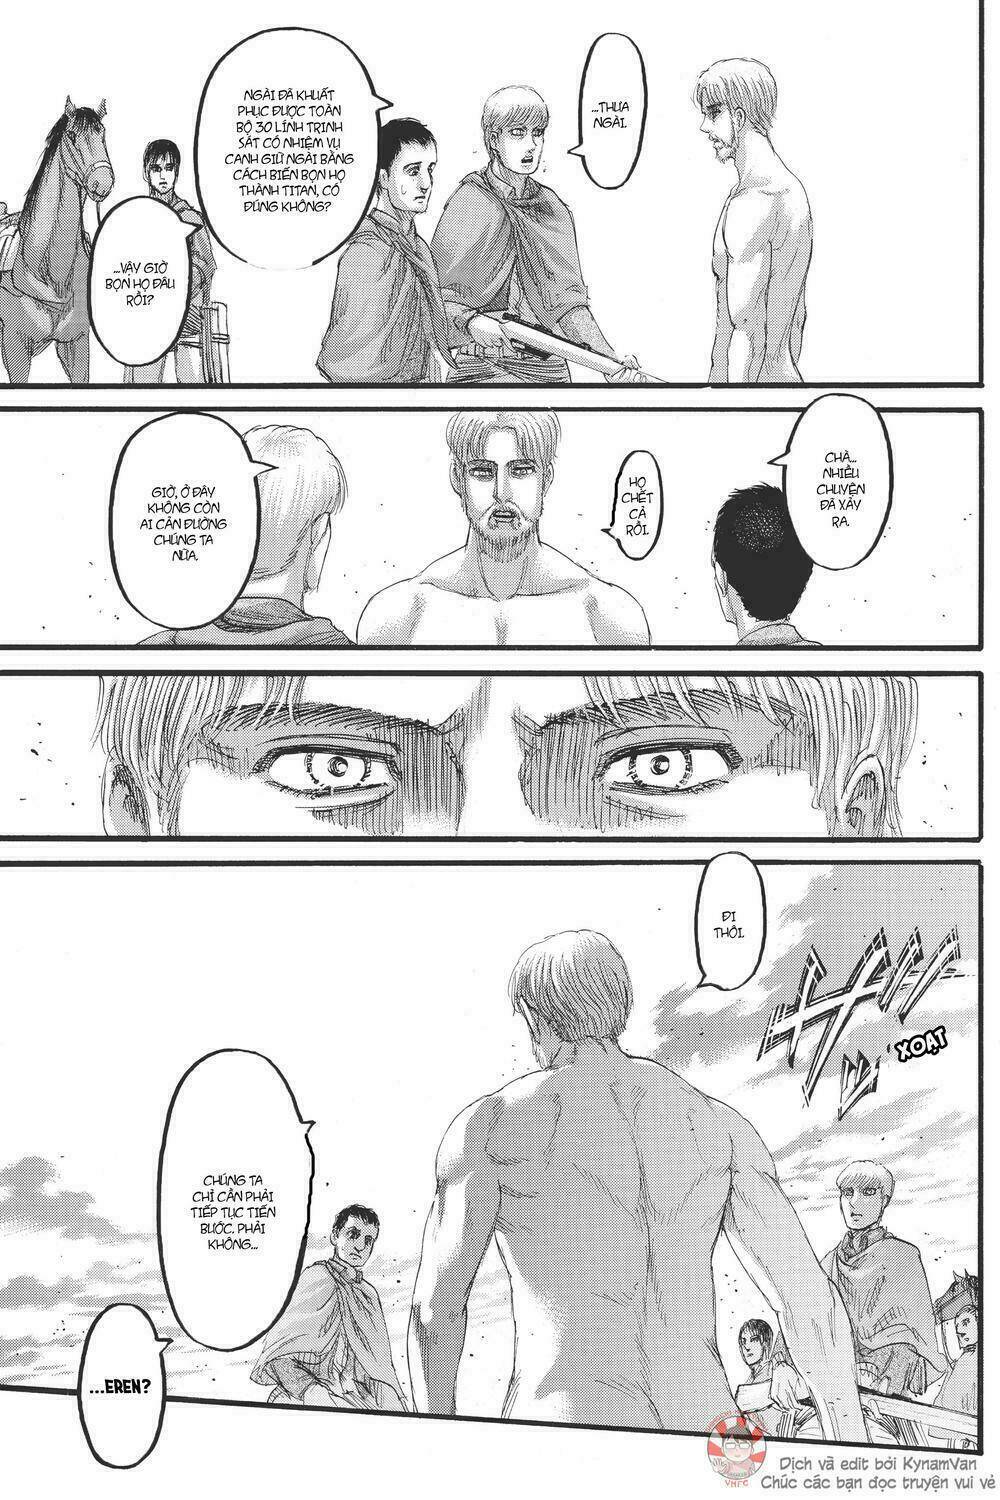 ...THƯA
NGÀI.
NGÀI ĐÃ KHUẤT
PHỤC ĐƯỢC TOÀN
BỘ 30 LÍNH TRINH
SÁT CÓ NHIỆM VỤ
CANH GIỮ NGÀI BẰNG
CÁCH BIẾN BỌN HỌ
THÀNH TITAN, CÓ
ĐÚNG KHÔNG?
...VẬY GIỜ
BỌN HỌ ĐÂU
RỒI?
CHÀ...
NHIỀU
CHUYỆN
ĐÃ XẢY
RA.
HỌ
CHẾT
CẢ
RỒI.
GIỜ, Ở ĐÂY
KHÔNG CÒN
AI CẢN ĐƯỜNG
CHÚNG TA
NỮA.
ĐI
THÔI.
XOẠT
CHÚNG TA
CHỈ CẦN PHẢI
TIẾP TỤC TIẾN
BƯỚC. PHẢI
KHÔNG...
...EREN?
VHFC
Dịch và edit bởi KynamVan
Chúc các bạn đọc truyện vui vẻ